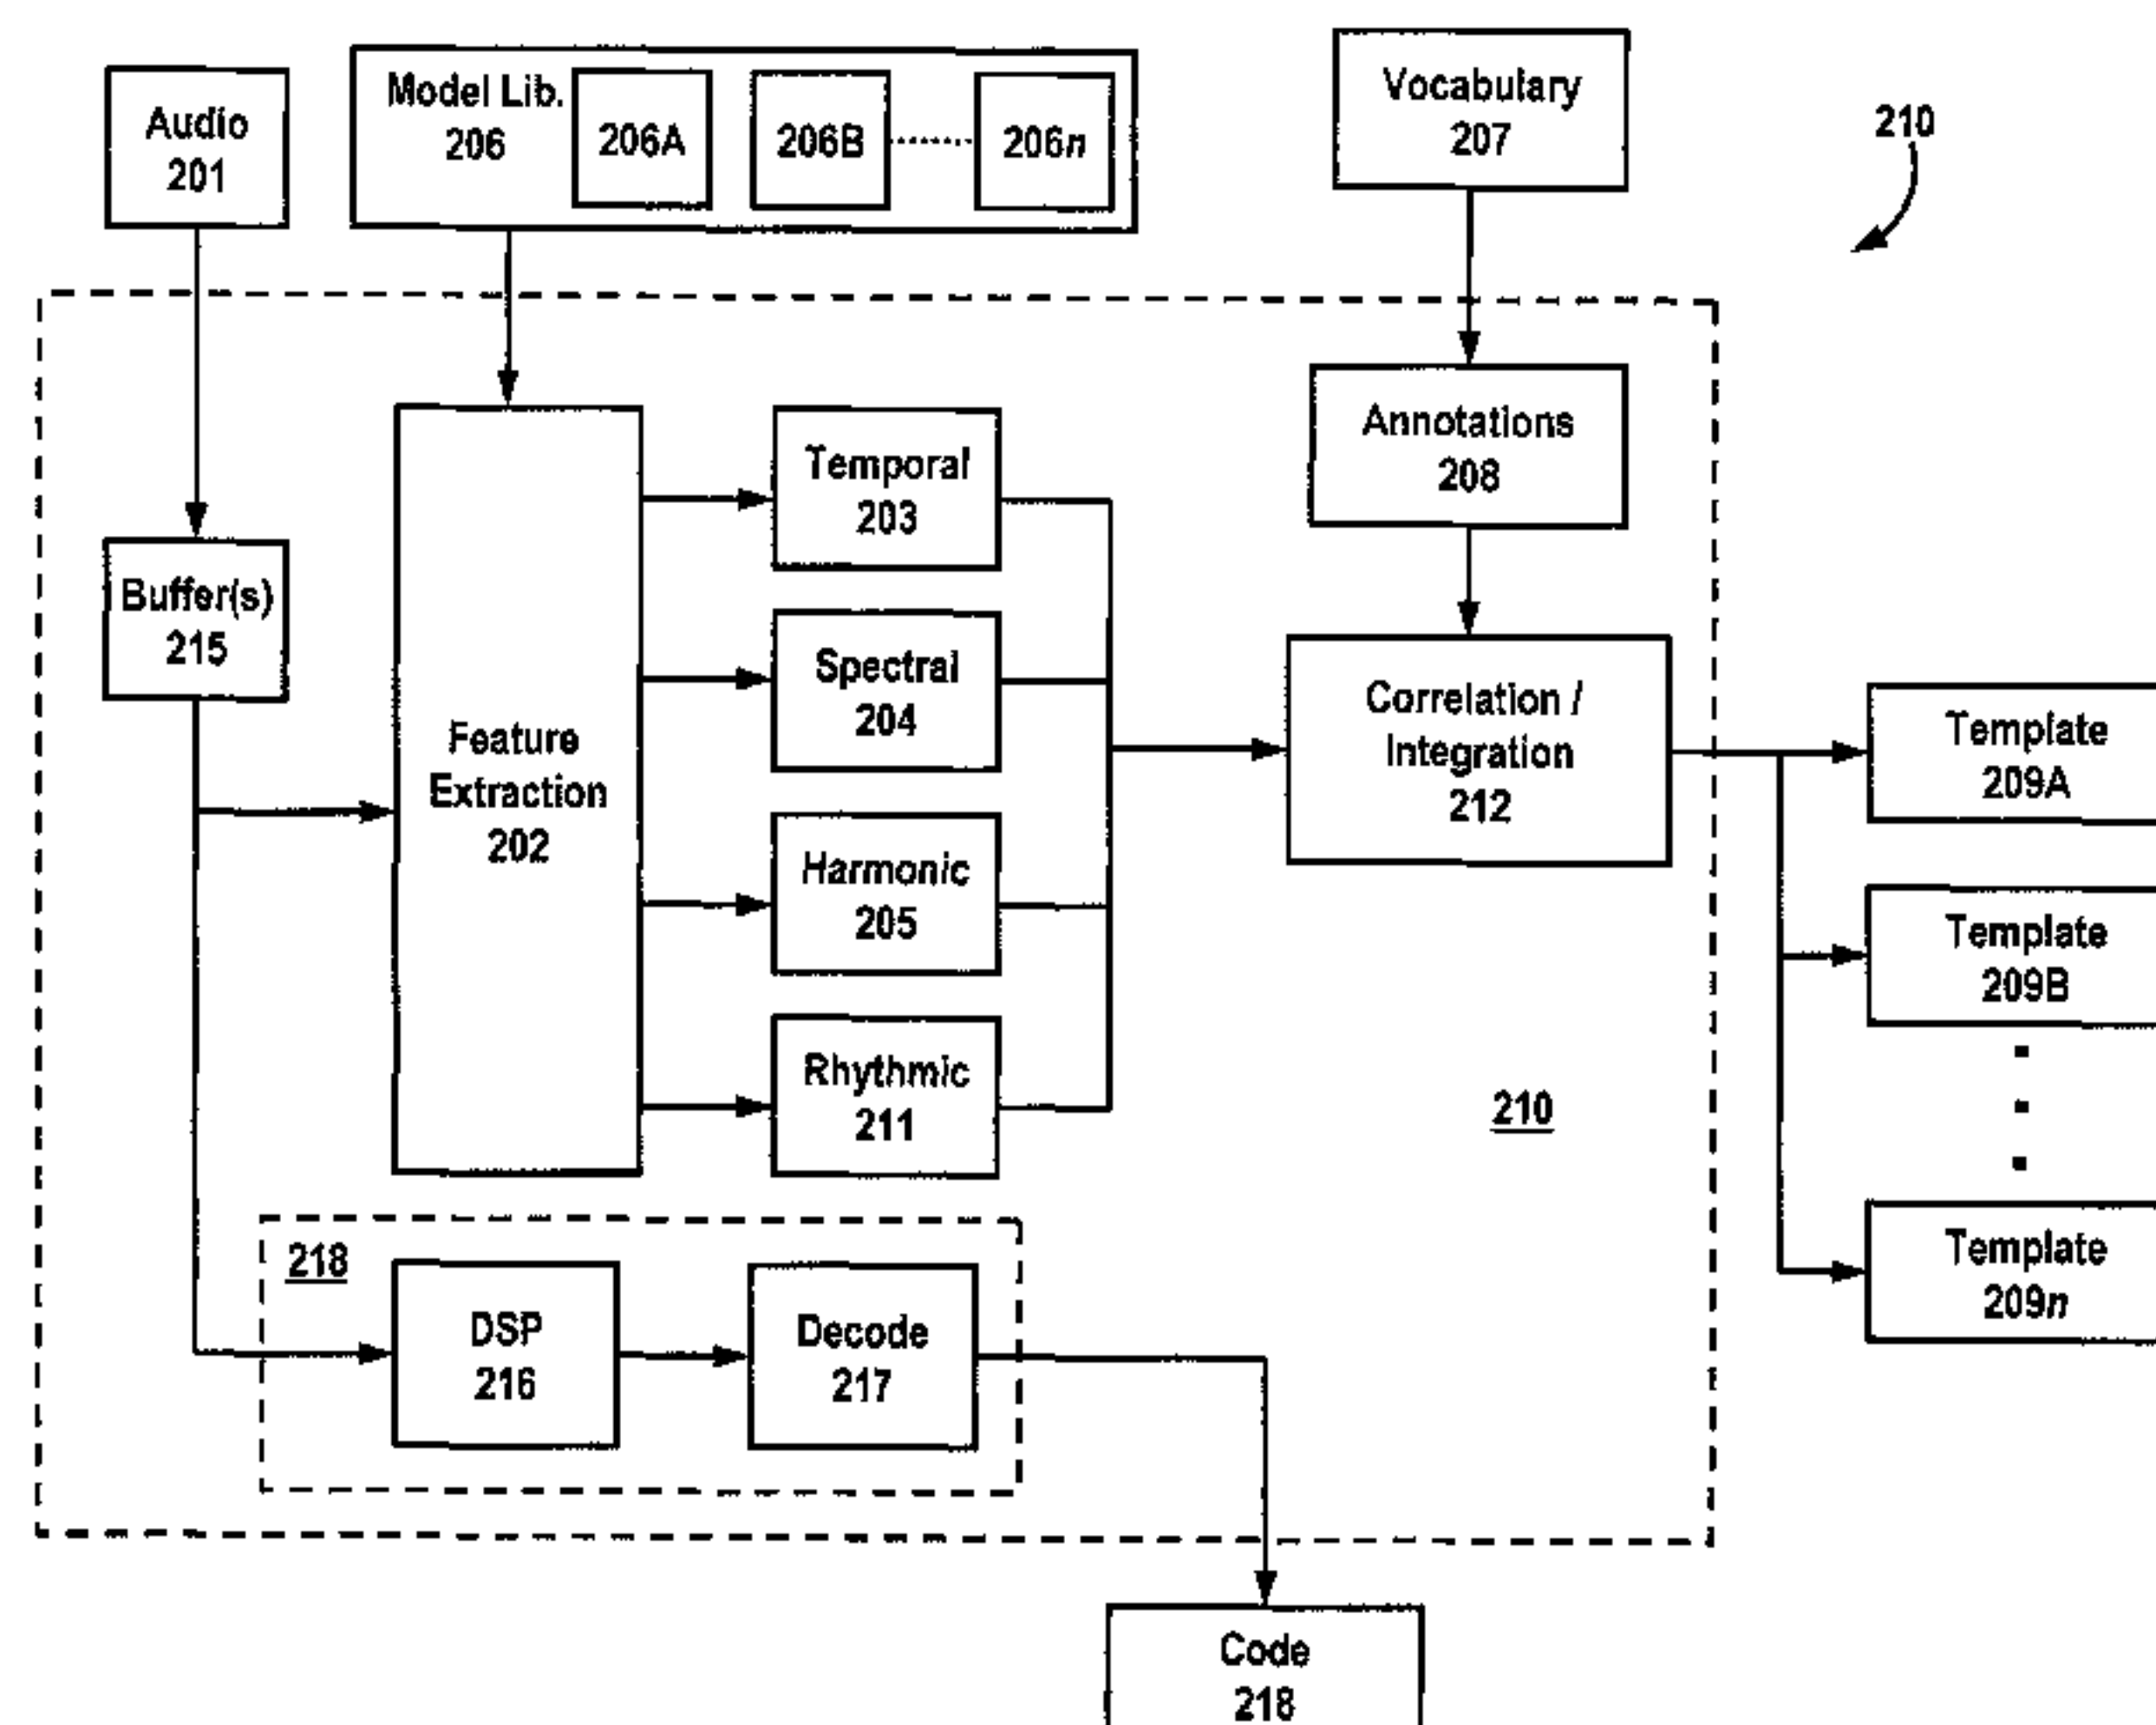 Audio
201
Model Lib.
206
206A
206B
206n
Vocabulary
207
210
Annotations
208
Buffer(s)
215
Feature
Extraction
202
Temporal
203
Spectral
204
Harmonic
205
Rhythmic
211
Correlation /
Integration
212
Template
209A
Template
209B
Template
209n
210
218
DSP
216
Decode
217
Code
218